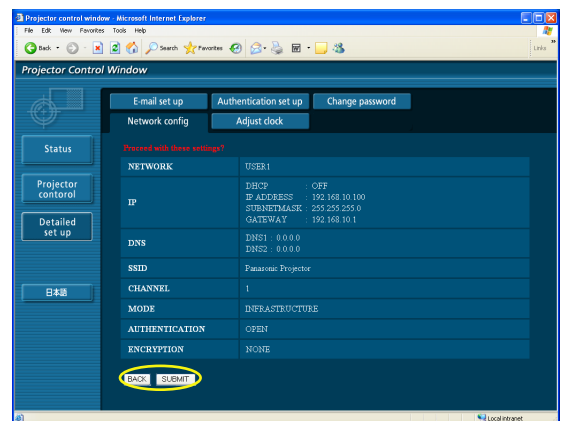 Projector control window - Microsoft Internet Explorer
File Edit View Favorites Tools Help
Back Search Favorites Links
Projector Control Window
E-mail set up Authentication set up Change password
Network config Adjust clock
Status
Projector contorol
Detailed set up
日本語
Proceed with these settings?
NETWORK USER1
IP
DHCP : OFF
IP ADDRESS : 192.168.10.100
SUBNETMASK : 255.255.255.0
GATEWAY : 192.168.10.1
DNS
DNS1 : 0.0.0.0
DNS2 : 0.0.0.0
SSID Panasonic Projector
CHANNEL 1
MODE INFRASTRUCTURE
AUTHENTICATION OPEN
ENCRYPTION NONE
BACK SUBMIT
Local intranet